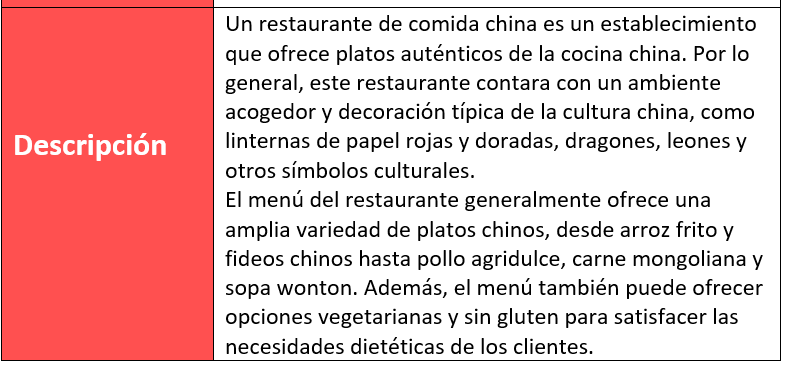 Descripción
Un restaurante de comida china es un establecimiento
que ofrece platos auténticos de la cocina china. Por lo
general, este restaurante contara con un ambiente
acogedor y decoración típica de la cultura china, como
linternas de papel rojas y doradas, dragones, leones y
otros símbolos culturales.
El menú del restaurante generalmente ofrece una
amplia variedad de platos chinos, desde arroz frito y
fideos chinos hasta pollo agridulce, carne mongoliana y
sopa wonton. Además, el menú también puede ofrecer
opciones vegetarianas y sin gluten para satisfacer las
necesidades dietéticas de los clientes.